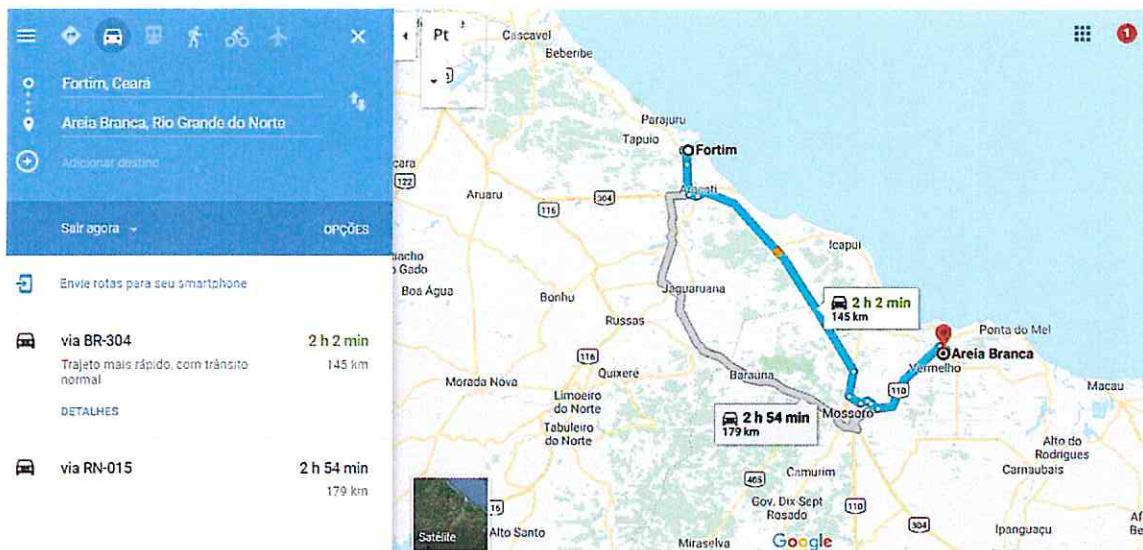 Fortim, Ceará
Areia Branca, Rio Grande do Norte
Adicionar destino
Sair agora
OPÇÕES
Envie rotas para seu smartphone
via BR-304
2 h 2 min
Trajeto mais rápido, com trânsito
145 km
normal
DETALHES
via RN-015
2 h 54 min
179 km
Pt
1
Cascavel
Beberibe
Parajuru
Tapuio
Fortim
cara
122
Aruaru
304
116
Aracati
Icapuí
o Gado
Boa Água
Bonhu
Jaguaruana
2 h 2 min
145 km
Russas
Ponta do Mel
Areia Branca
116
Vermelho
Quixeré
Baraúna
Morada Nova
110
Macau
Limoeiro
do Norte
2 h 54 min
179 km
Mossoró
Tabuleiro
do Norte
Alto do
Rodrigues
Carnaubais
Camurim
405
Gov. Dix-Sept
Rosado
110
Satélite
Alto Santo
304
Ipanguaçu
Miraselva
Google